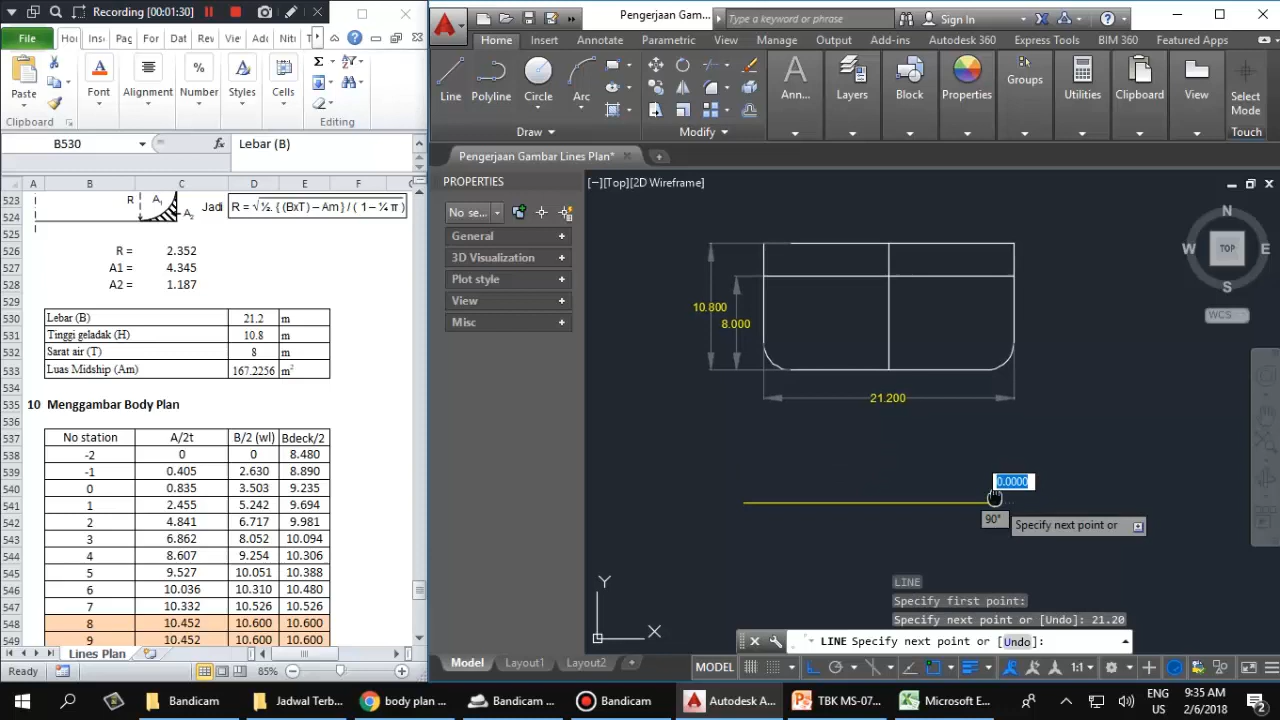 Recording [00:01:30]
File
Hor
Ins
Pag
For
Dat
Rev
Vie
Ad
Nit
Paste
Font
Alignment
Number
Styles
Cells
Editing
Clipboard
B530
Lebar (B)
A B C D E F
523
524
525
526
527
528
529
530
531
532
533
534
535
536
537
538
539
540
541
542
543
544
545
546
547
548
549
R A₁ A₂ Jadi R = √½. { (BxT) – Am } / ( 1 – ¼ π )
R = 2.352
A1 = 4.345
A2 = 1.187
Lebar (B) 21.2 m
Tinggi geladak (H) 10.8 m
Sarat air (T) 8 m
Luas Midship (Am) 167.2256 m²
10 Menggambar Body Plan
No station A/2t B/2 (wl) Bdeck/2
-2 0 0 8.480
-1 0.405 2.630 8.890
0 0.835 3.503 9.235
1 2.455 5.242 9.694
2 4.841 6.717 9.981
3 6.862 8.052 10.094
4 8.607 9.254 10.306
5 9.527 10.051 10.388
6 10.036 10.310 10.480
7 10.332 10.526 10.526
8 10.452 10.600 10.600
9 10.452 10.600 10.600
Lines Plan
Ready 85%
Pengerjaan Gam...
Type a keyword or phrase
Sign In
Home Insert Annotate Parametric View Manage Output Add-ins Autodesk 360 Express Tools BIM 360 Featured Apps
Line Polyline Circle Arc
Ann... Layers Block Properties Groups Utilities Clipboard View Select Mode
Draw Modify Touch
Pengerjaan Gambar Lines Plan*
PROPERTIES
No se...
General
3D Visualization
Plot style
View
Misc
[−][Top][2D Wireframe]
N
W TOP E
S
WCS
10.800
8.000
21.200
0.0000
90°
Specify next point or
Y
X
LINE
Specify first point:
Specify next point or [Undo]: 21.20
LINE Specify next point or [Undo]:
Model Layout1 Layout2
MODEL 1:1
Bandicam
Jadwal Terb...
body plan ...
Bandicam ...
Bandicam
Autodesk A...
TBK MS-07...
Microsoft E...
ENG
US
9:35 AM
2/6/2018
2